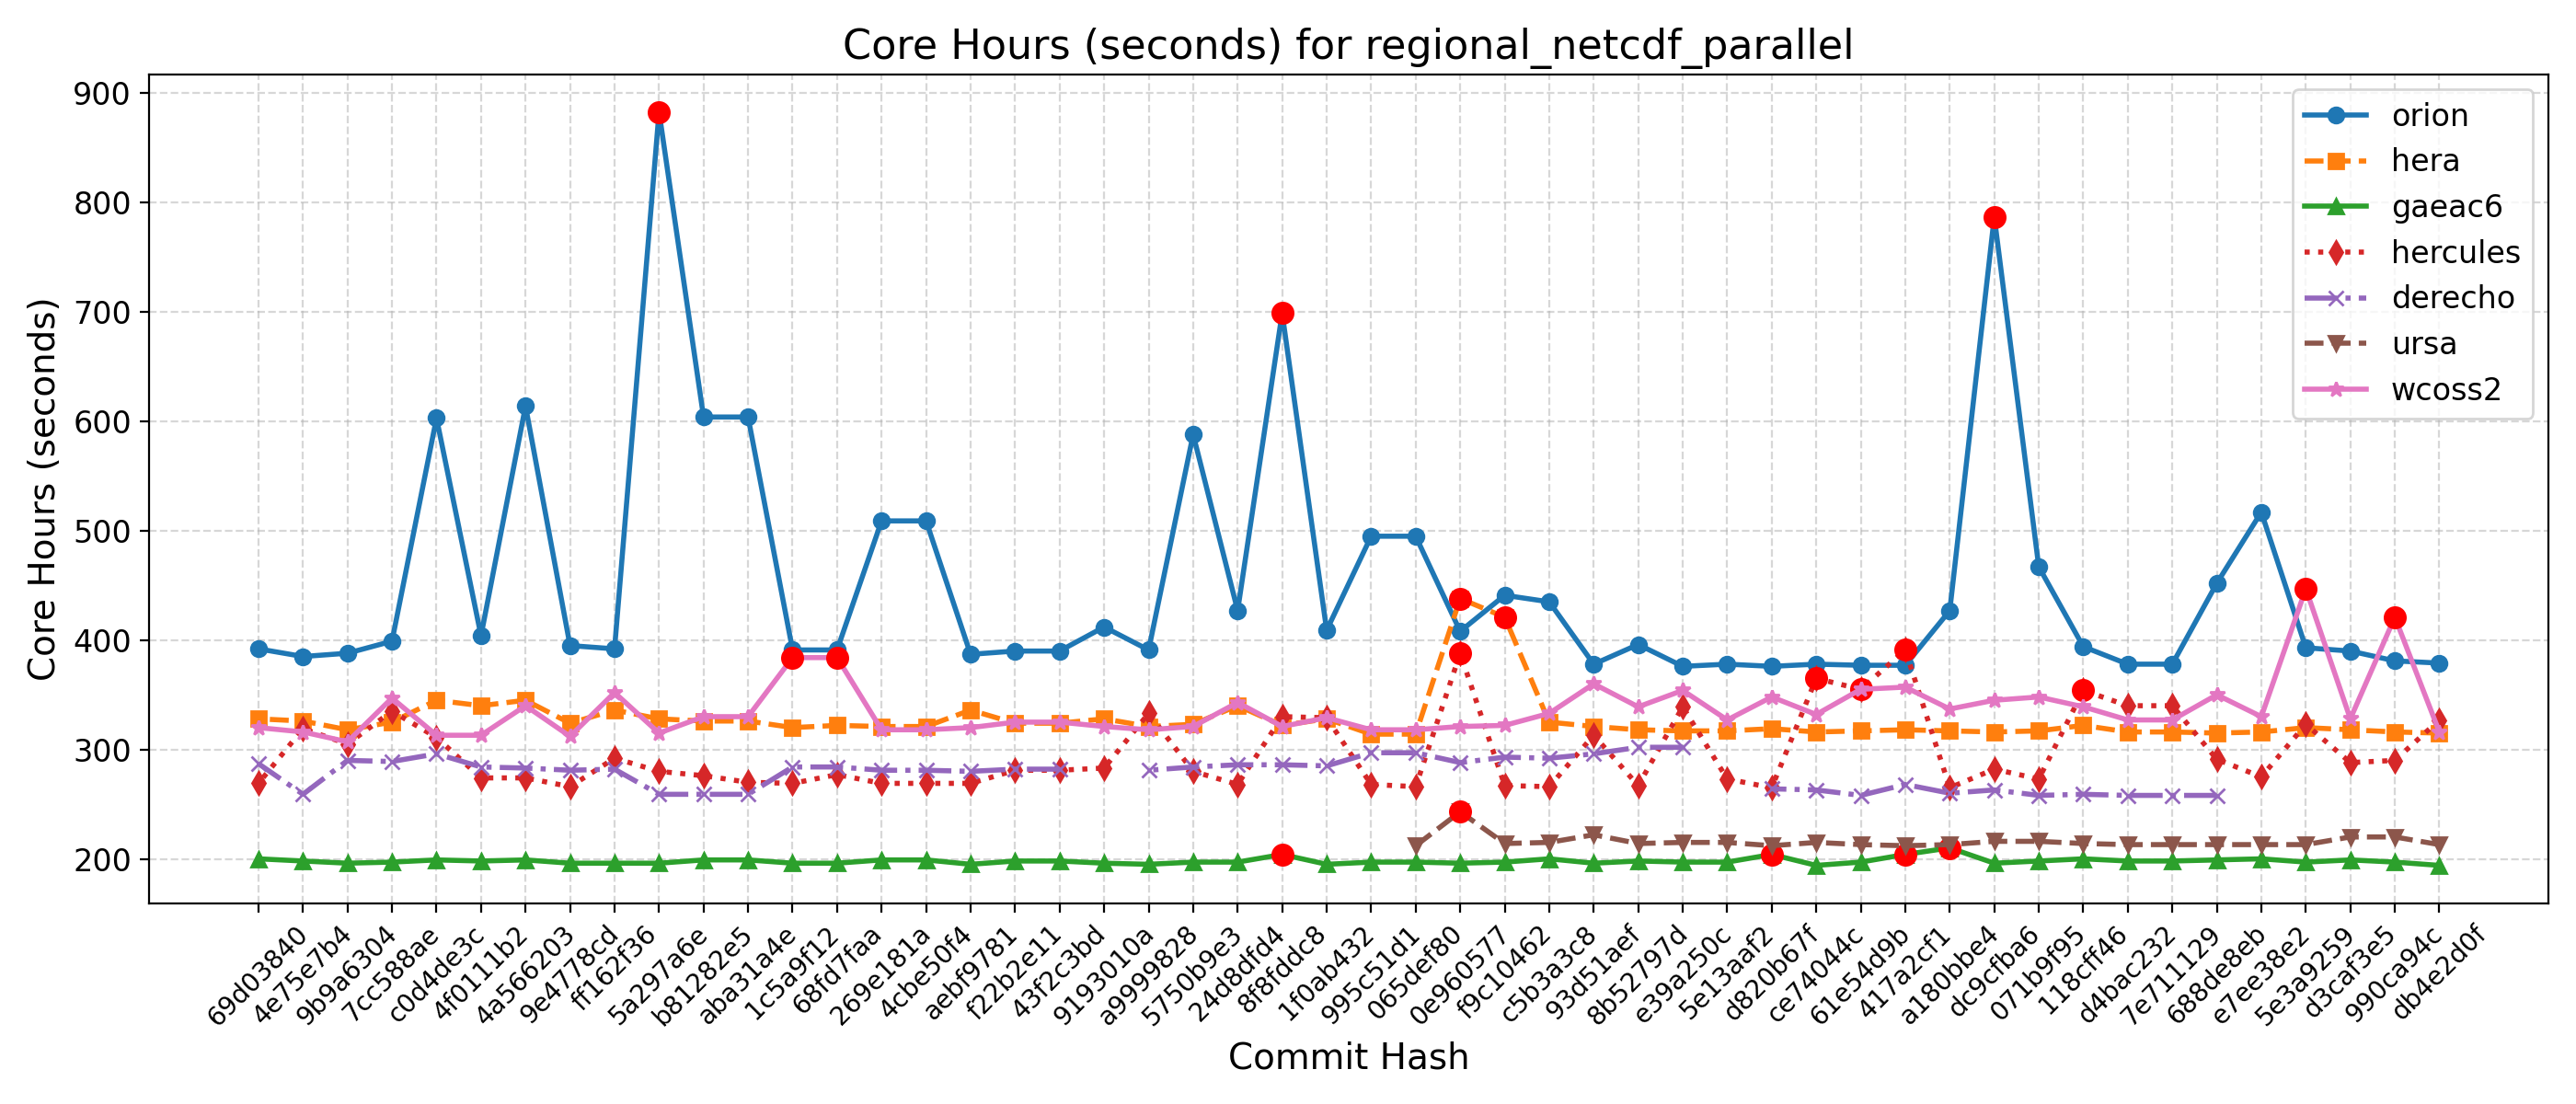 Core Hours (seconds) for regional_netcdf_parallel
Core Hours (seconds)
900
800
700
600
500
400
300
200
orion
hera
gaeac6
hercules
derecho
ursa
wcoss2
69d03840
4e75e7b4
9b9a6304
7cc588ae
c0d4de3c
4f0111b2
4a566203
9e4778cd
ff162f36
5a297a6e
b81282e5
aba31a4e
1c5a9f12
68fd7faa
269e181a
4cbe50f4
aebf9781
f22b2e11
43f2c3bd
9193010a
a9999828
5750b9e3
24d8dfd4
8f8fddc8
1f0ab432
995c51d1
065def80
0e960577
f9c10462
c5b3a3c8
93d51aef
8b52797d
e39a250c
5e13aaf2
d820b67f
ce74044c
61e54d9b
417a2cf1
a180bbe4
dc9cfba6
071b9f95
118cff46
d4bac232
7e711129
688de8eb
e7ee38e2
5e3a9259
d3caf3e5
990ca94c
db4e2d0f
Commit Hash